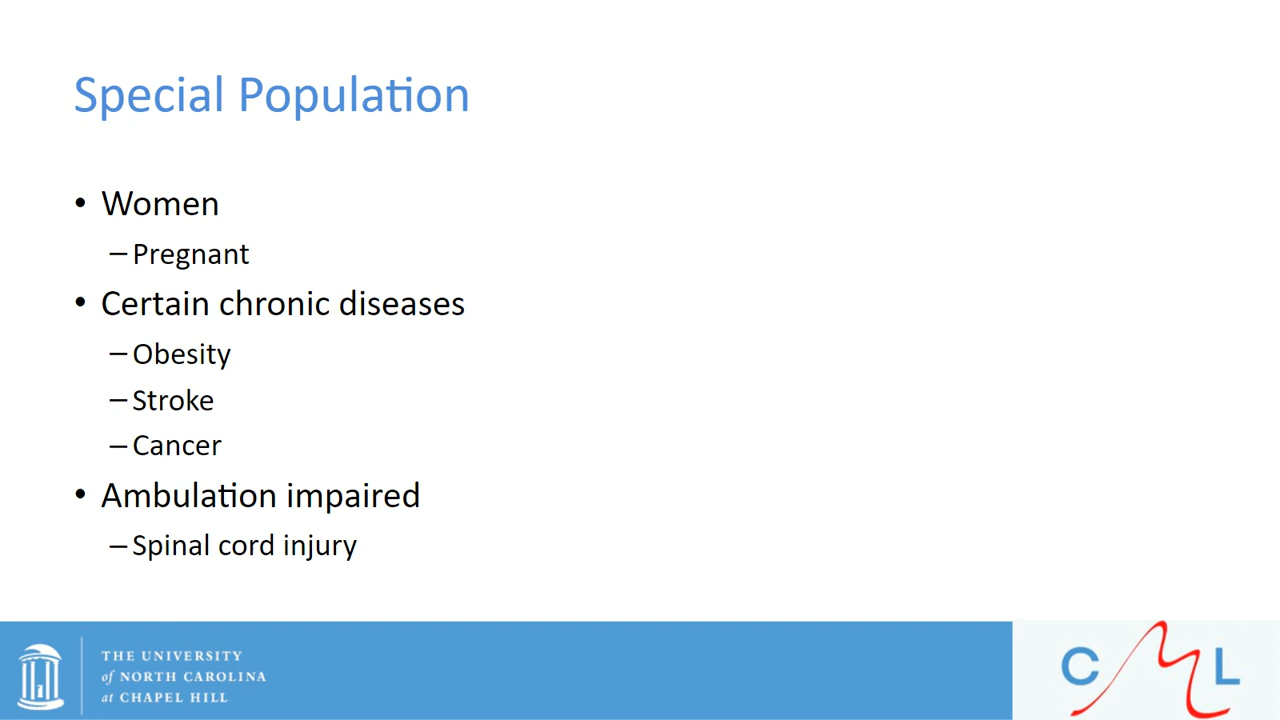 Special Population
• Women
– Pregnant
• Certain chronic diseases
– Obesity
– Stroke
– Cancer
• Ambulation impaired
– Spinal cord injury
THE UNIVERSITY
of NORTH CAROLINA
at CHAPEL HILL
CML